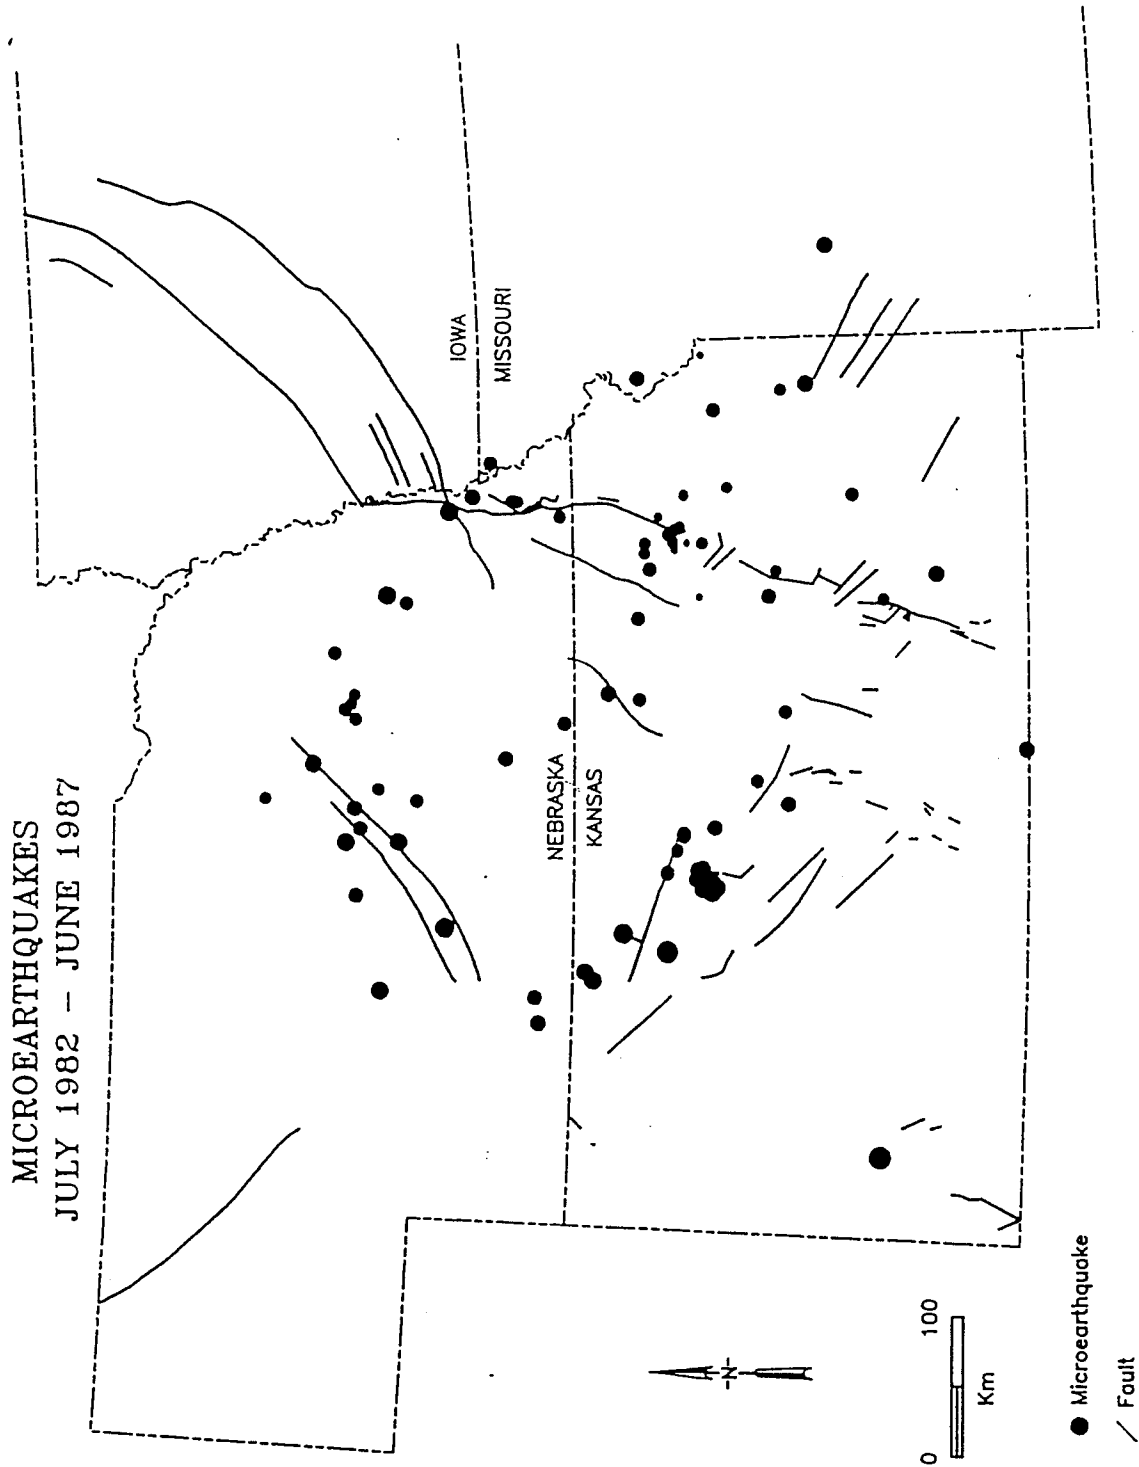 MICROEARTHQUAKES
JULY 1982 – JUNE 1987
IOWA
MISSOURI
NEBRASKA
KANSAS
N
0 100
Km
Microearthquake
Fault